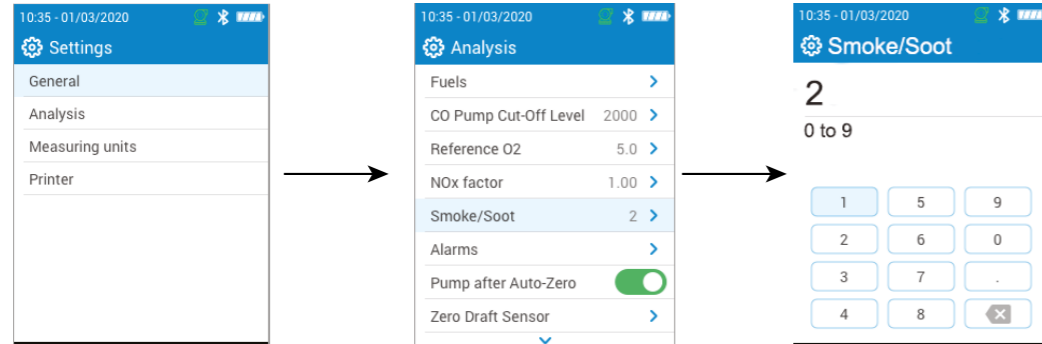 10:35 - 01/03/2020
Settings
General
Analysis
Measuring units
Printer
10:35 - 01/03/2020
Analysis
Fuels
CO Pump Cut-Off Level 2000
Reference O2 5.0
NOx factor 1.00
Smoke/Soot 2
Alarms
Pump after Auto-Zero
Zero Draft Sensor
10:35 - 01/03/2020
Smoke/Soot
2
0 to 9
1 5 9
2 6 0
3 7 .
4 8